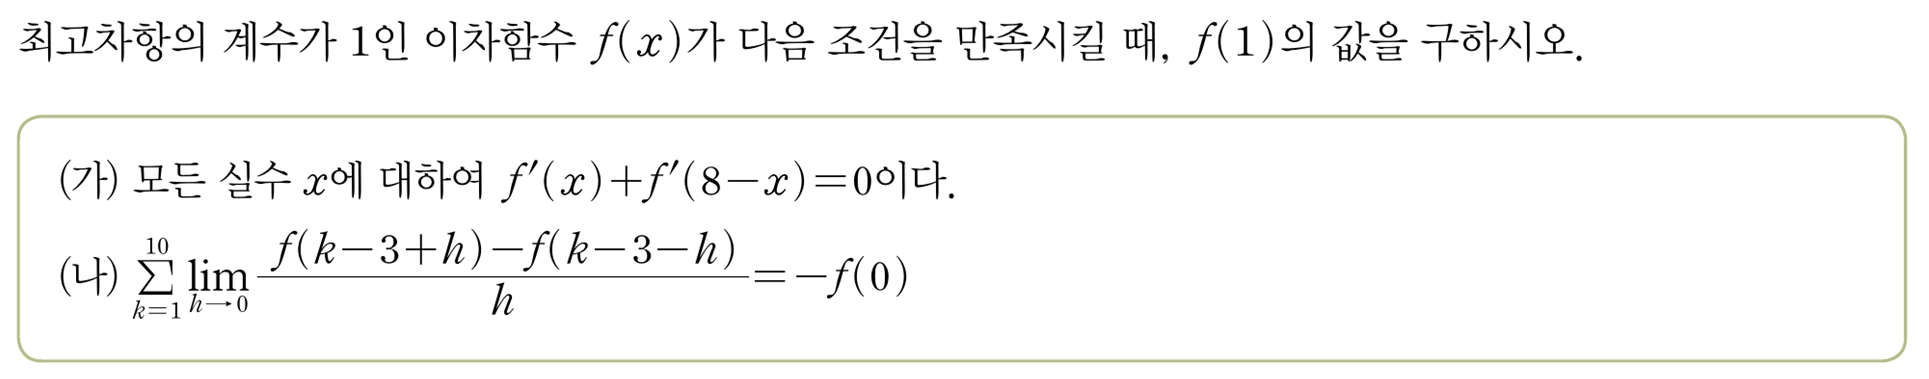 최고차항의 계수가 1인 이차함수 f(x)가 다음 조건을 만족시킬 때, f(1)의 값을 구하시오.
(가) 모든 실수 x에 대하여 f′(x)+f′(8−x)=0이다.
(나) \sum_{k=1}^{10} \lim_{h→0} \frac{f(k−3+h)−f(k−3−h)}{h}=−f(0)